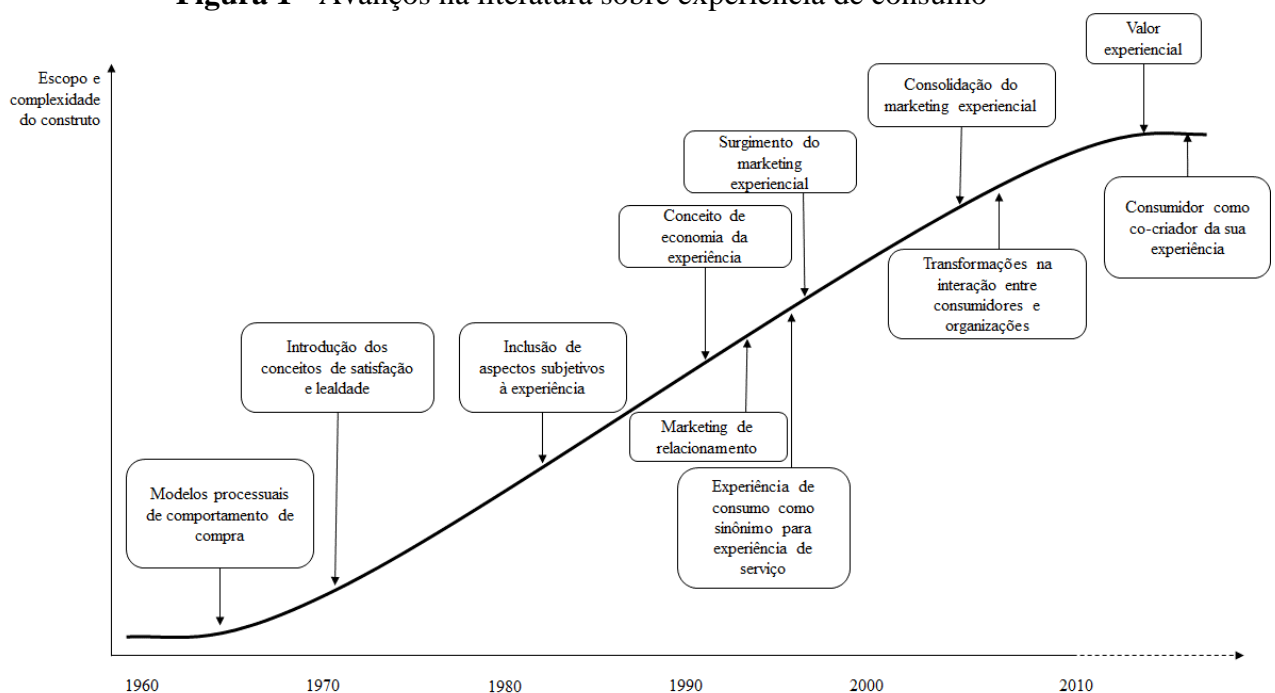 Figura 1 - Avanços na literatura sobre experiência de consumo
Escopo e
complexidade
do construto
Valor
experiencial
Consolidação do
marketing experiencial
Surgimento do
marketing
experiencial
Consumidor como
co-criador da sua
experiência
Conceito de
economia da
experiência
Transformações na
interação entre
consumidores e
organizações
Introdução dos
conceitos de satisfação
e lealdade
Inclusão de
aspectos subjetivos
à experiência
Marketing de
relacionamento
Modelos processuais
de comportamento de
compra
Experiência de
consumo como
sinônimo para
experiência de
serviço
1960
1970
1980
1990
2000
2010